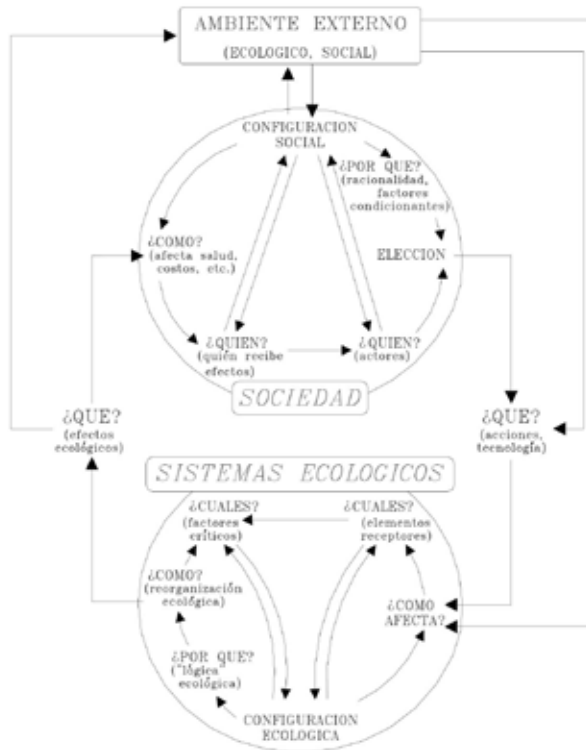 AMBIENTE EXTERNO
(ECOLOGICO, SOCIAL)
CONFIGURACION
SOCIAL
¿POR QUE?
(racionalidad,
factores
condicionantes)
¿COMO?
(afecta salud,
costos, etc.)
ELECCION
¿QUIEN?
(quién recibe
efectos)
¿QUIEN?
(actores)
SOCIEDAD
¿QUE?
(efectos
ecológicos)
¿QUE?
(acciones,
tecnología)
SISTEMAS ECOLOGICOS
¿CUALES?
(factores
críticos)
¿CUALES?
(elementos
receptores)
¿COMO?
(reorganización
ecológica)
¿COMO
AFECTA?
¿POR QUE?
("lógica"
ecológica)
CONFIGURACION
ECOLOGICA